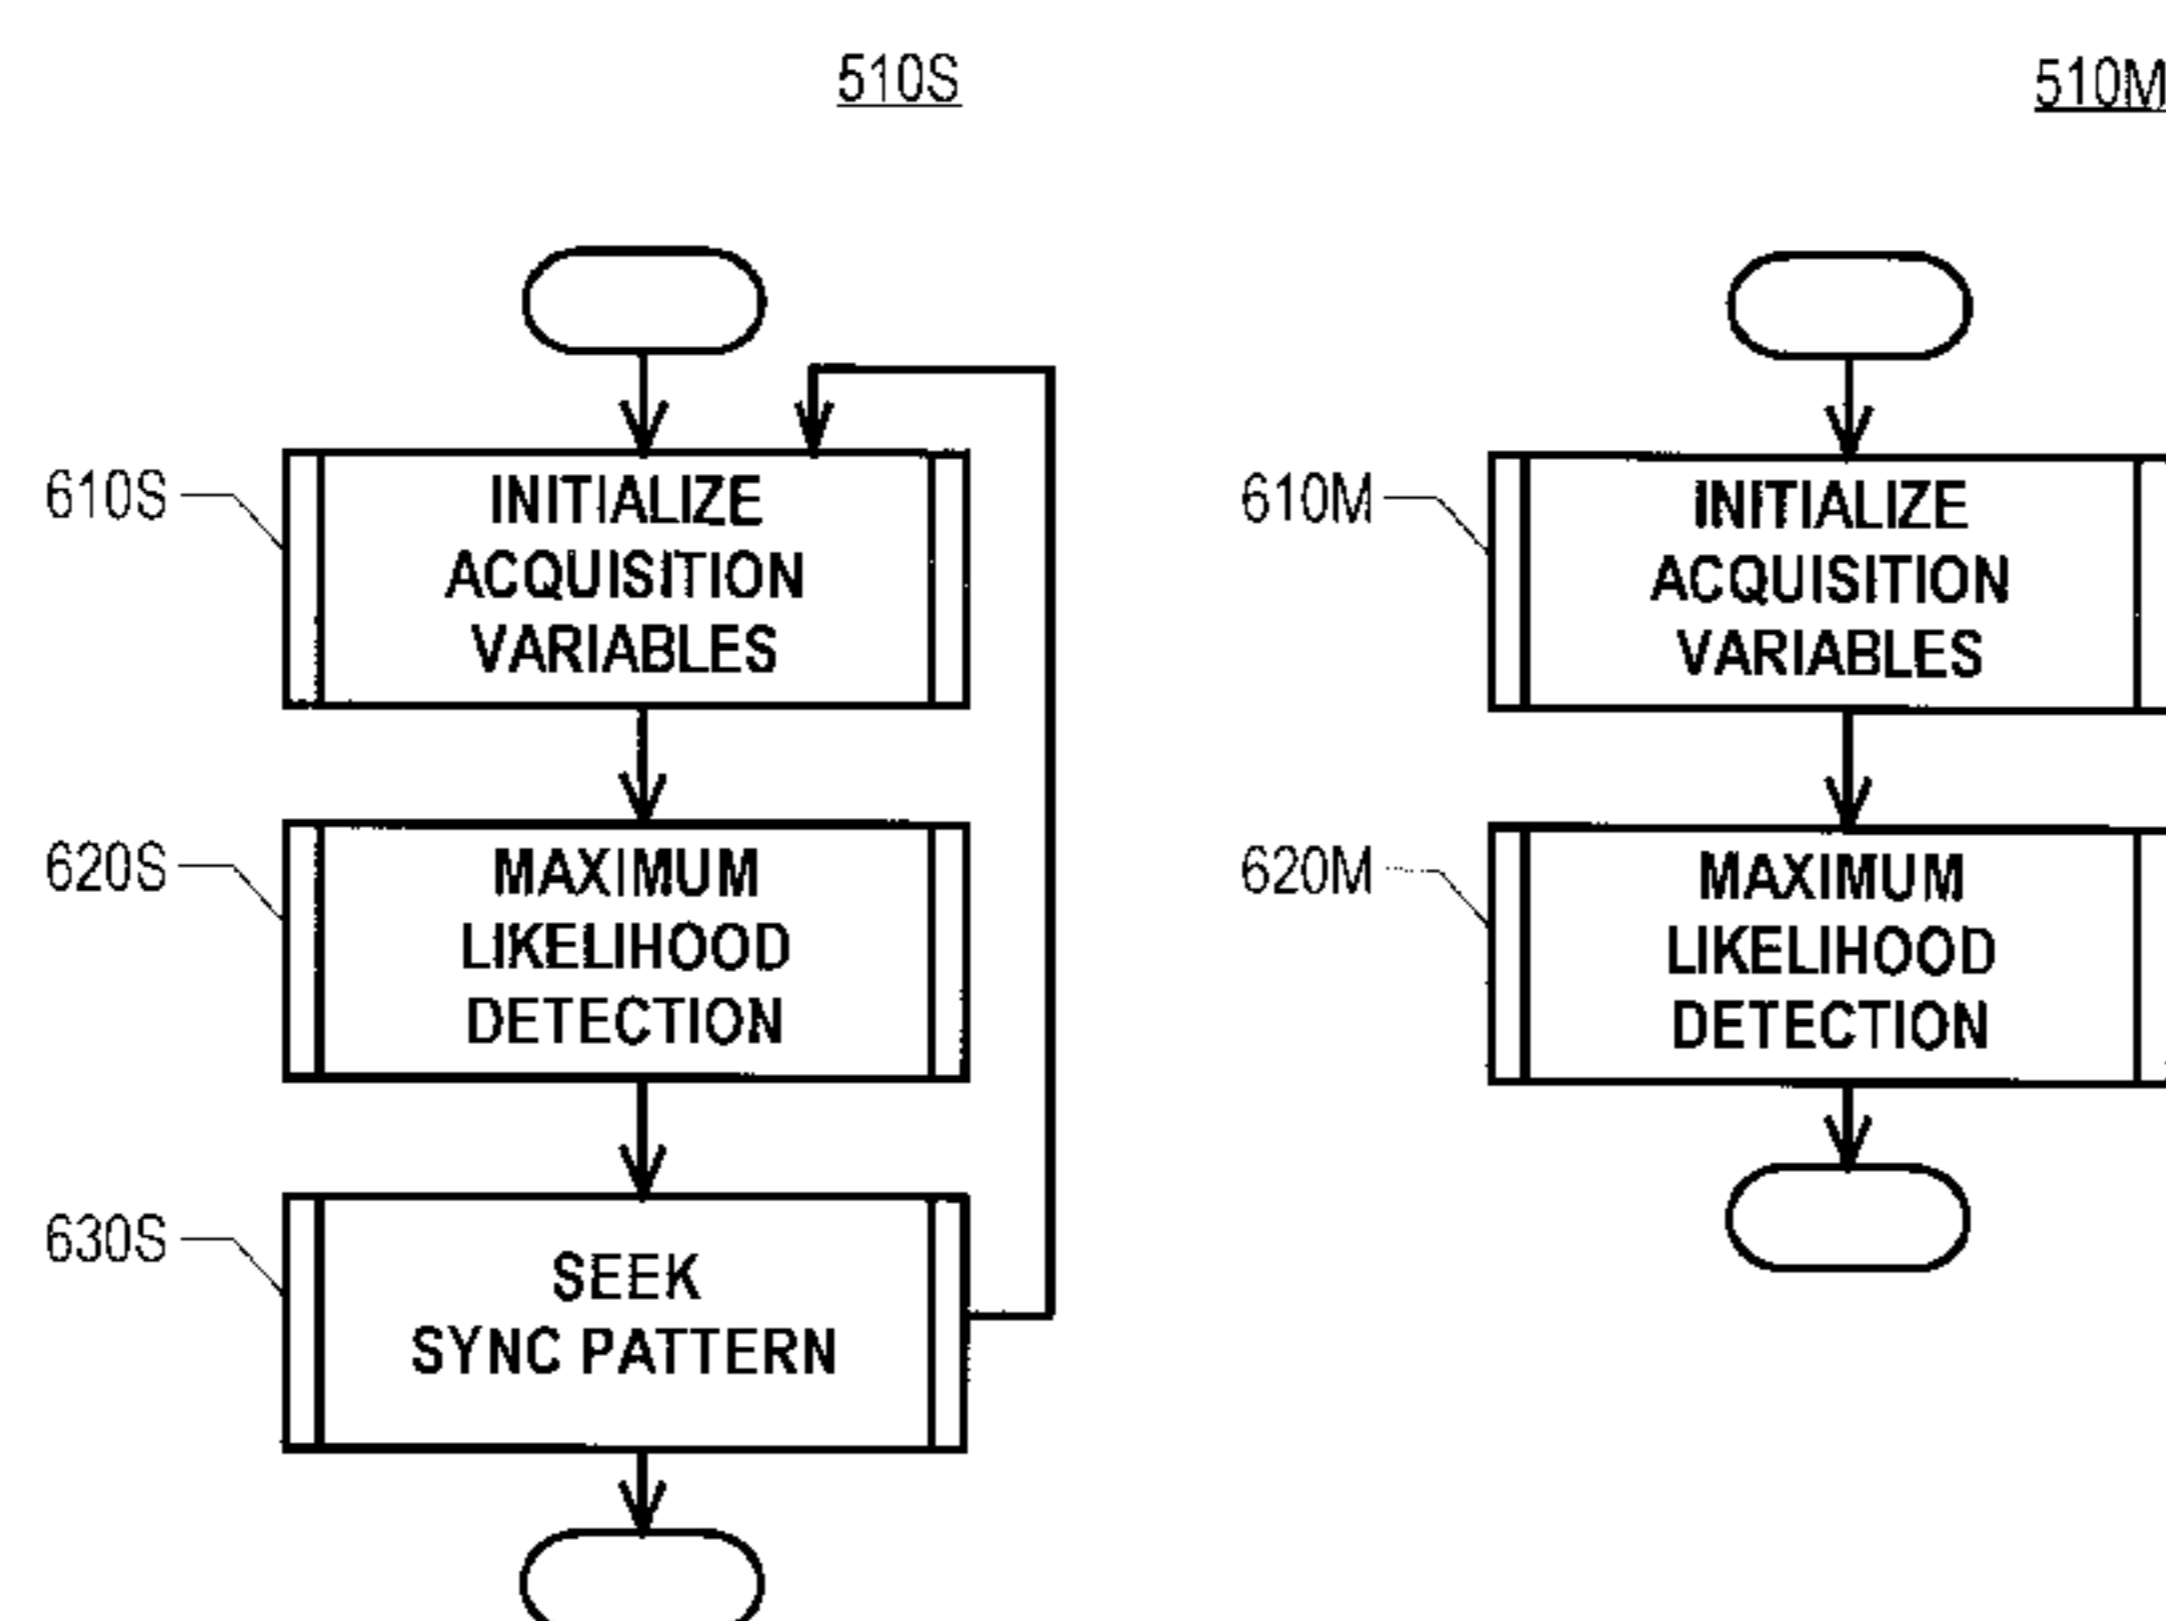 510S
610S
INITIALIZE
ACQUISITION
VARIABLES
620S
MAXIMUM
LIKELIHOOD
DETECTION
630S
SEEK
SYNC PATTERN
510M
610M
INITIALIZE
ACQUISITION
VARIABLES
620M
MAXIMUM
LIKELIHOOD
DETECTION